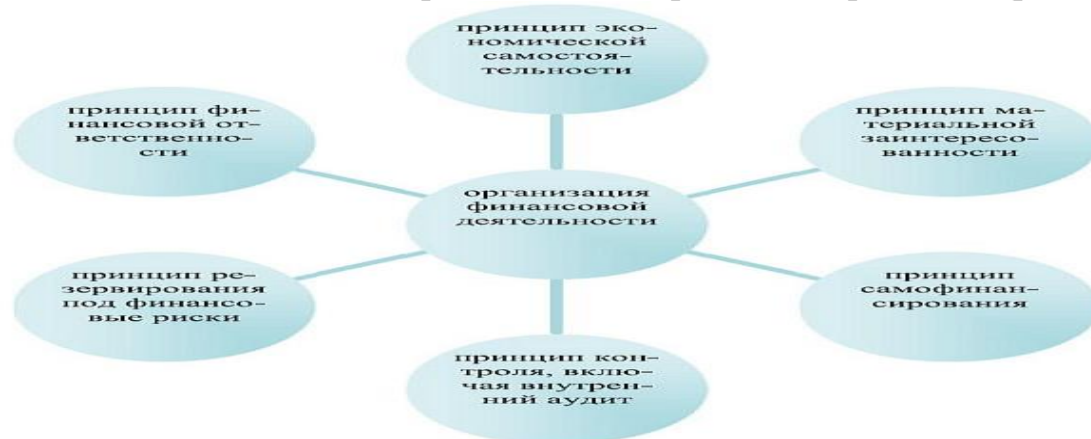 принцип эко-
номической
самостоя-
тельности
принцип фи-
нансовой от-
ветственно-
сти
принцип ма-
териальной
заинтересо-
ванности
организация
финансовой
деятельности
принцип ре-
зервирования
под финансо-
вые риски
принцип
самофинан-
сирования
принцип кон-
троля, вклю-
чая внутрен-
ний аудит